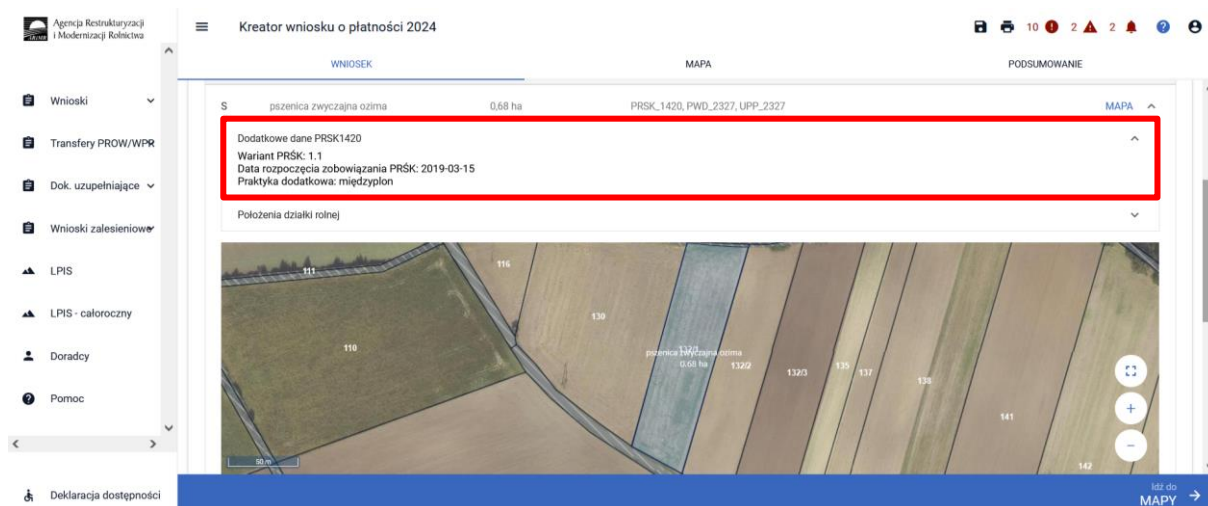 Agencja Restrukturyzacji
i Modernizacji Rolnictwa
Kreator wniosku o płatności 2024
10 2 2
WNIOSEK MAPA PODSUMOWANIE
Wnioski
Transfery PROW/WPR
Dok. uzupełniające
Wnioski zalesieniowe
LPIS
LPIS - całoroczny
Doradcy
Pomoc
Deklaracja dostępności
S pszenica zwyczajna ozima 0,68 ha PRSK_1420, PWD_2327, UPP_2327 MAPA
Dodatkowe dane PRSK1420
Wariant PRŚK: 1.1
Data rozpoczęcia zobowiązania PRŚK: 2019-03-15
Praktyka dodatkowa: międzyplon
Położenia działki rolnej
111
116
130
110
132/1
pszenica zwyczajna ozima
0.68 ha
132/2
132/3
135
137
138
141
142
50 m
+
−
Idź do
MAPY